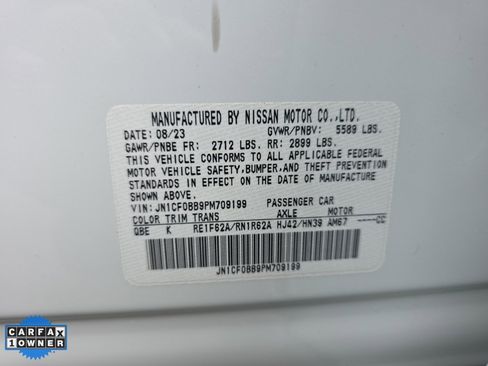 MANUFACTURED BY NISSAN MOTOR CO.,LTD.
DATE: 08/23 GVWR/PNBV: 5589 LBS.
GAWR/PNBE FR: 2712 LBS. RR: 2899 LBS.
THIS VEHICLE CONFORMS TO ALL APPLICABLE FEDERAL
MOTOR VEHICLE SAFETY,BUMPER,AND THEFT PREVENTION
STANDARDS IN EFFECT ON THE DATE OF MANUFACTURE
SHOWN ABOVE.
VIN: JN1CF0BB9PM709199 PASSENGER CAR
COLOR TRIM TRANS AXLE MOTOR
QBE K RE1F62A/RN1R62A HJ42/HN39 AM67 -----CC
JN1CF0BB9PM709199
CARFAX
1 OWNER